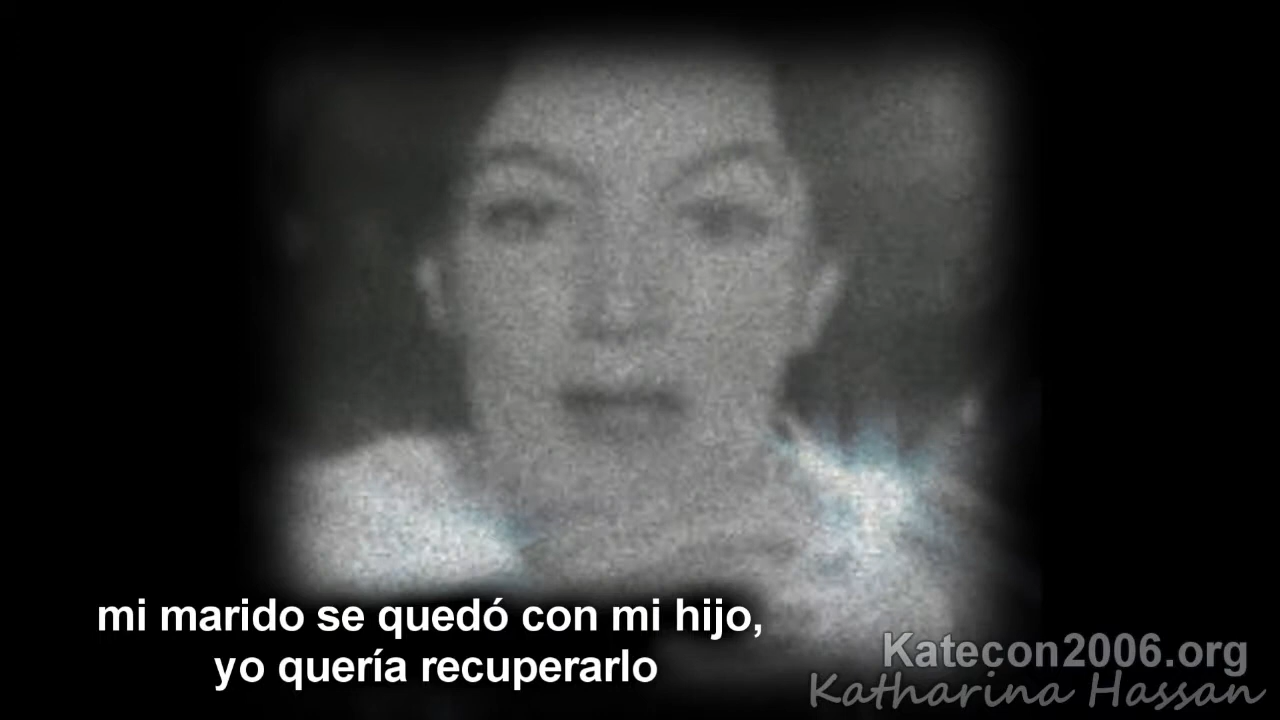 mi marido se quedó con mi hijo,
yo quería recuperarlo
Katecon2006.org
Katharina Hassan